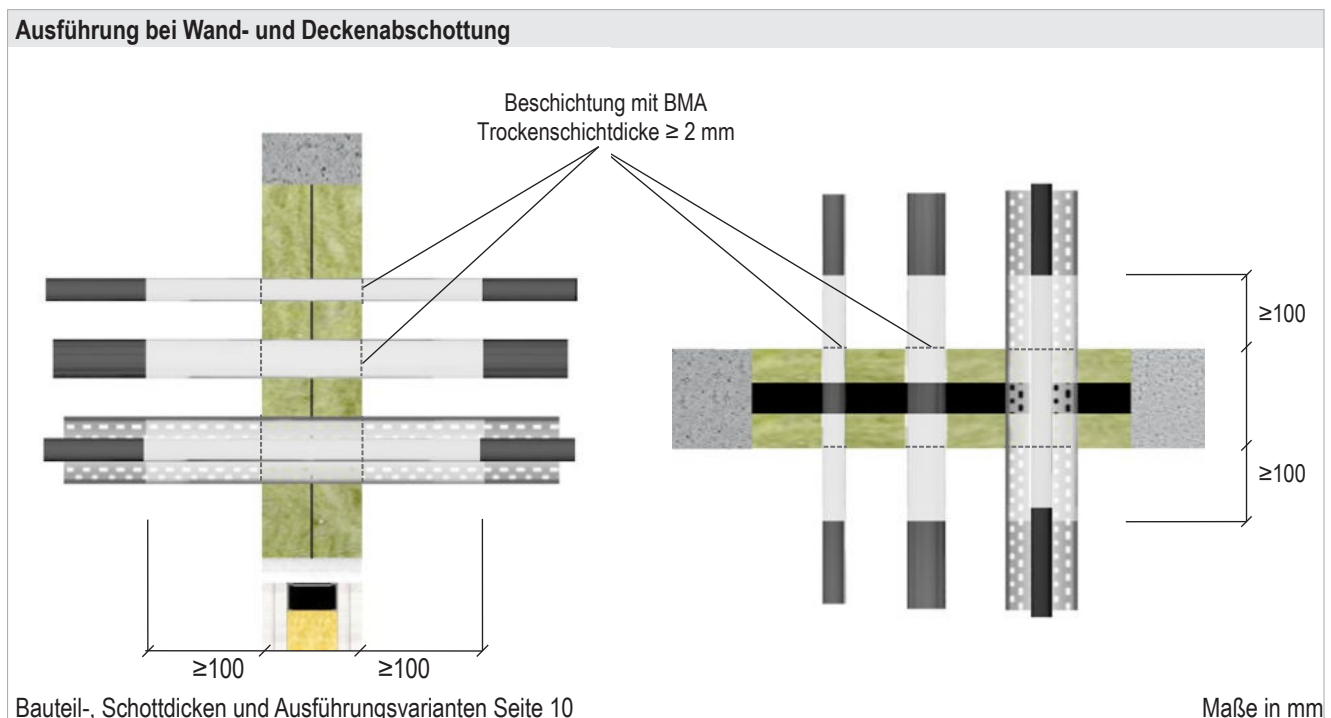 Ausführung bei Wand- und Deckenabschottung
Beschichtung mit BMA
Trockenschichtdicke ≥ 2 mm
≥100
≥100
≥100
≥100
Bauteil-, Schottdicken und Ausführungsvarianten Seite 10
Maße in mm